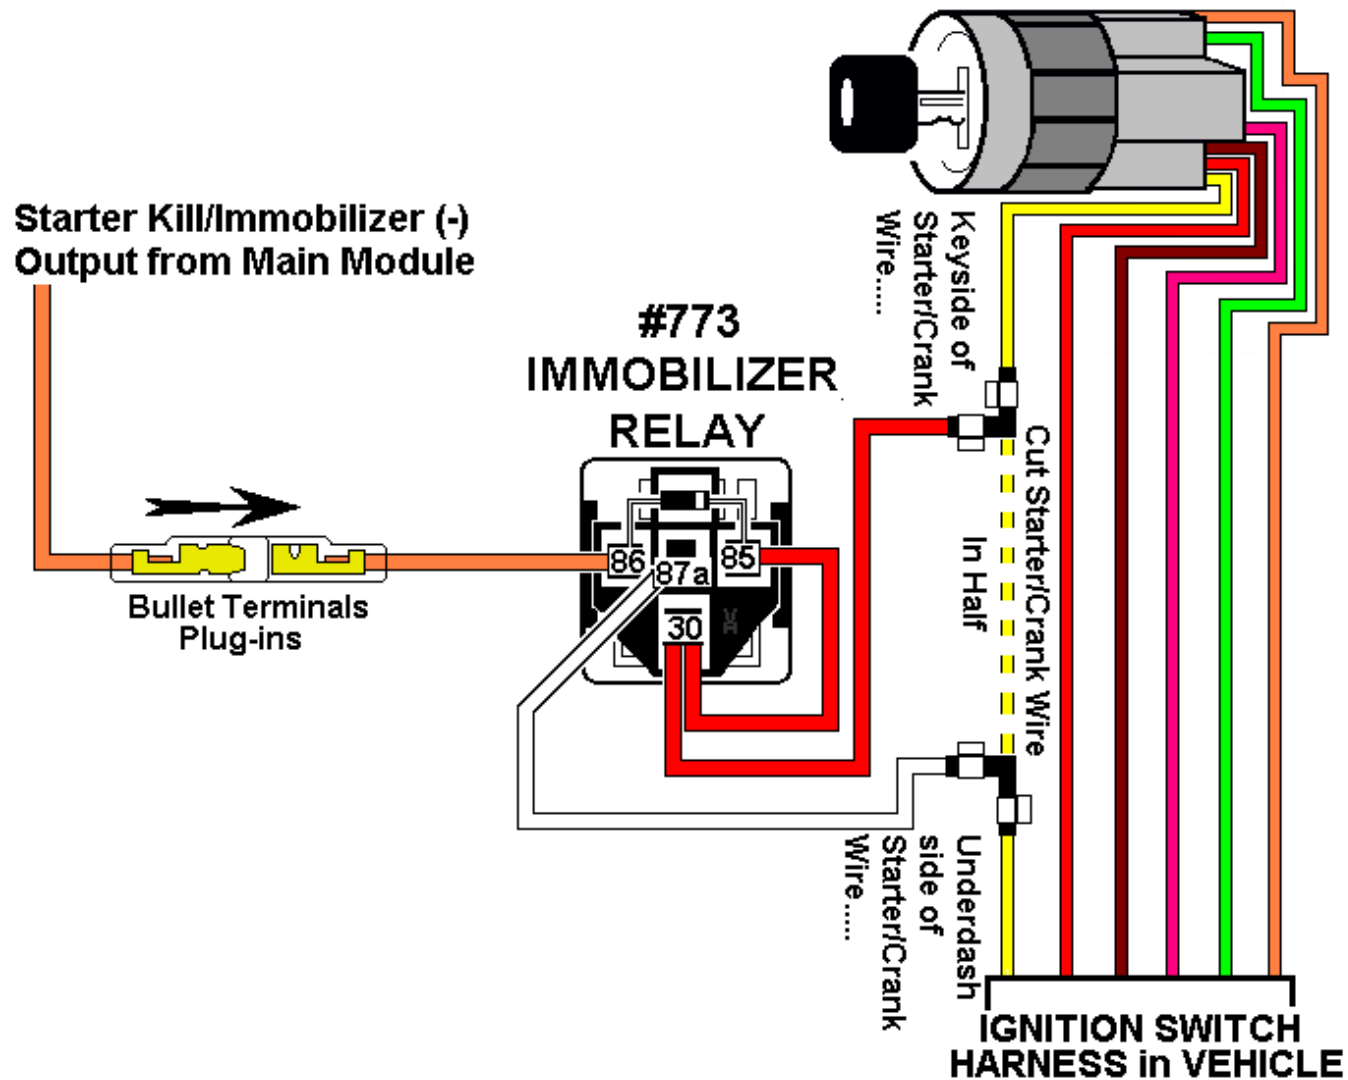 Starter Kill/Immobilizer (-)
Output from Main Module
#773
IMMOBILIZER
RELAY
86
87a
85
30
Bullet Terminals
Plug-ins
Keyside of
Starter/Crank
Wire.....
Cut Starter/Crank Wire
In Half
Underdash
side of
Starter/Crank
Wire.....
IGNITION SWITCH
HARNESS in VEHICLE